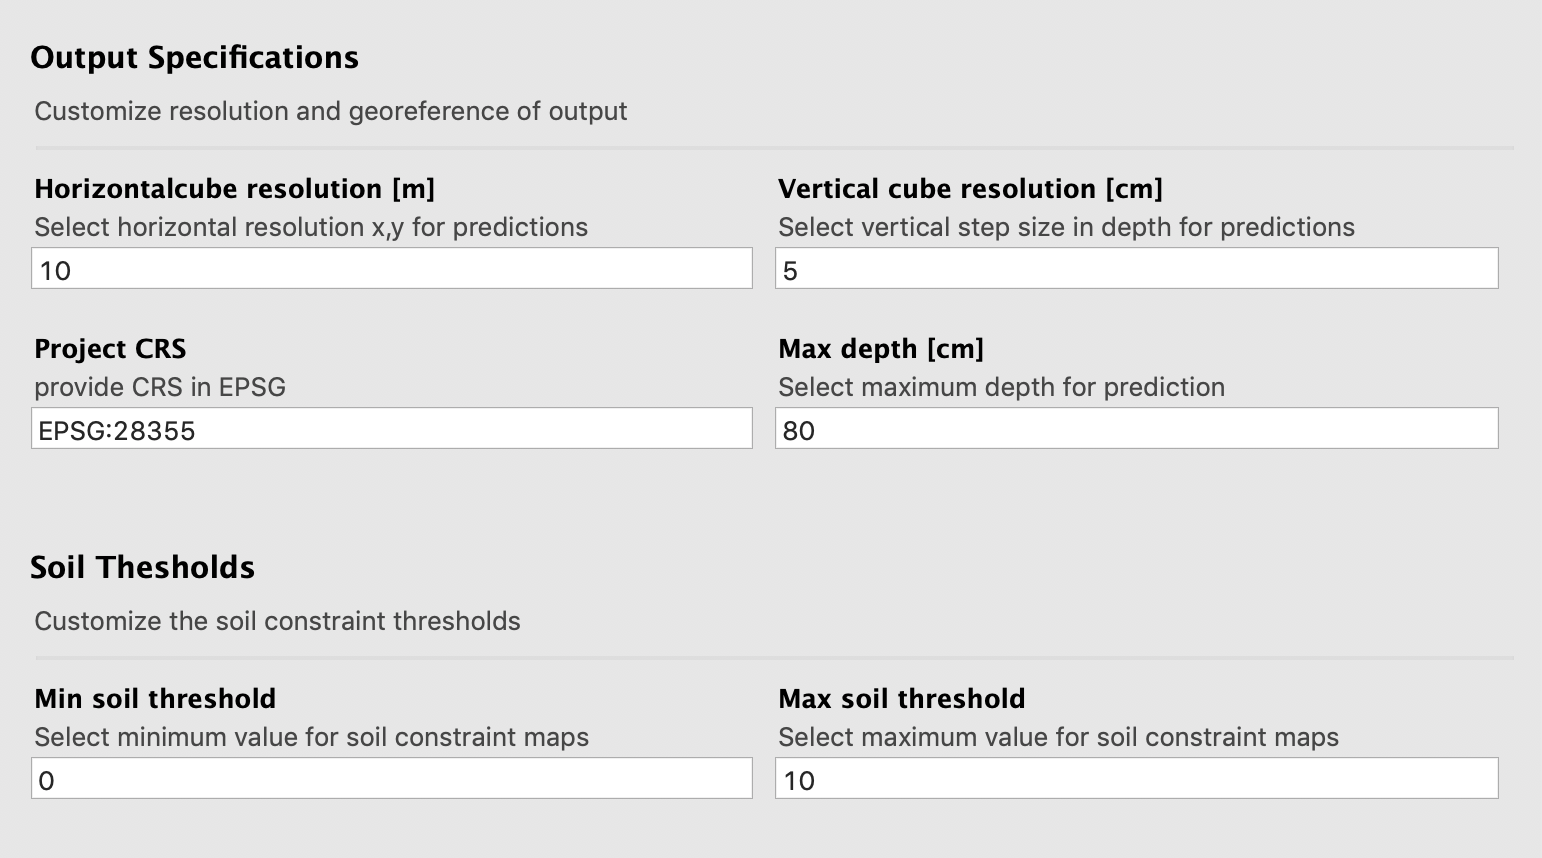 Output Specifications
Customize resolution and georeference of output
Horizontalcube resolution [m]
Select horizontal resolution x,y for predictions
10
Vertical cube resolution [cm]
Select vertical step size in depth for predictions
5
Project CRS
provide CRS in EPSG
EPSG:28355
Max depth [cm]
Select maximum depth for prediction
80
Soil Thesholds
Customize the soil constraint thresholds
Min soil threshold
Select minimum value for soil constraint maps
0
Max soil threshold
Select maximum value for soil constraint maps
10